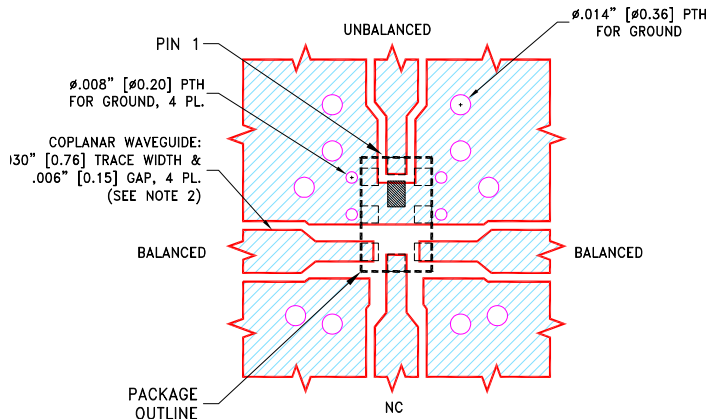 UNBALANCED
ø.014" [ø0.36] PTH
FOR GROUND
PIN 1
ø.008" [ø0.20] PTH
FOR GROUND, 4 PL.
COPLANAR WAVEGUIDE:
30" [0.76] TRACE WIDTH &
.006" [0.15] GAP, 4 PL.
(SEE NOTE 2)
BALANCED
BALANCED
PACKAGE
OUTLINE
NC